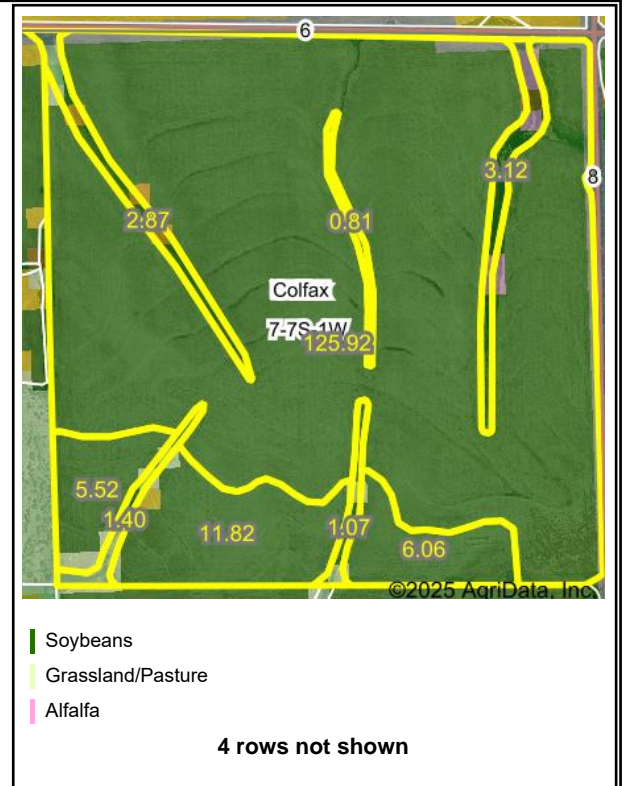 6
8
3.12
2.87
0.81
Colfax
7-7S-1W
125.92
5.52
1.40
11.82
1.07
6.06
©2025 AgriData, Inc.
Soybeans
Grassland/Pasture
Alfalfa
4 rows not shown